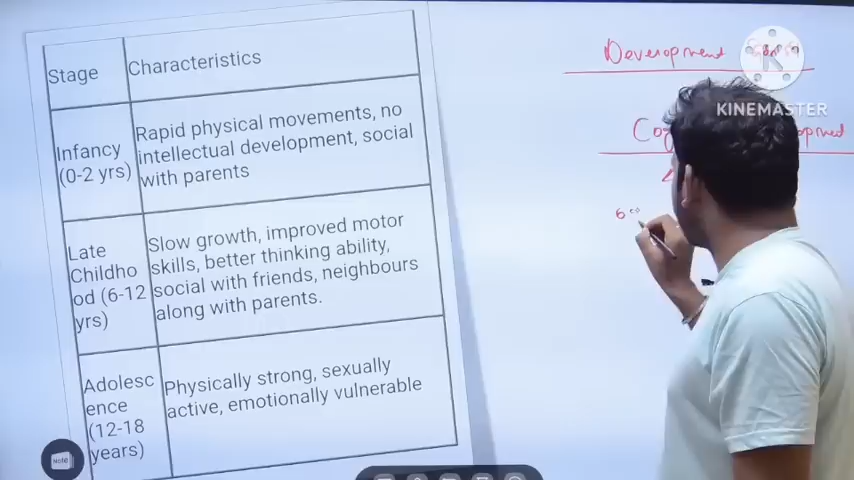 Stage
Characteristics
Infancy
(0-2 yrs)
Rapid physical movements, no
intellectual development, social
with parents
Late
Childho
od (6-12
yrs)
Slow growth, improved motor
skills, better thinking ability,
social with friends, neighbours
along with parents.
Adolesc
ence
(12-18
years)
Physically strong, sexually
active, emotionally vulnerable
Development
KINEMASTER
Note